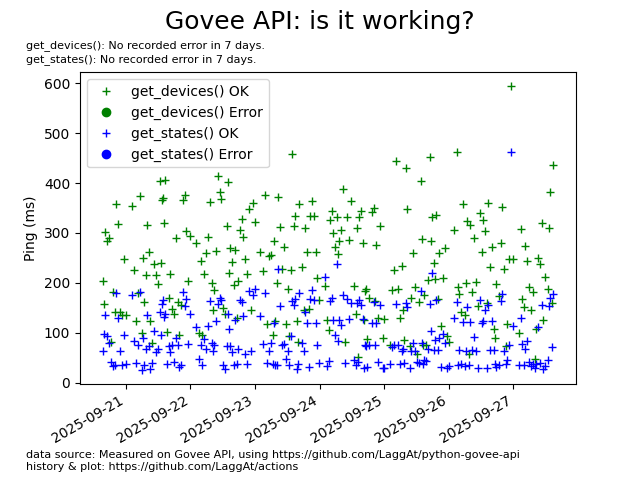 Govee API: is it working?
get_devices(): No recorded error in 7 days.
get_states(): No recorded error in 7 days.
get_devices() OK
get_devices() Error
get_states() OK
get_states() Error
Ping (ms)
600
500
400
300
200
100
0
2025-09-21
2025-09-22
2025-09-23
2025-09-24
2025-09-25
2025-09-26
2025-09-27
data source: Measured on Govee API, using https://github.com/LaggAt/python-govee-api
history & plot: https://github.com/LaggAt/actions